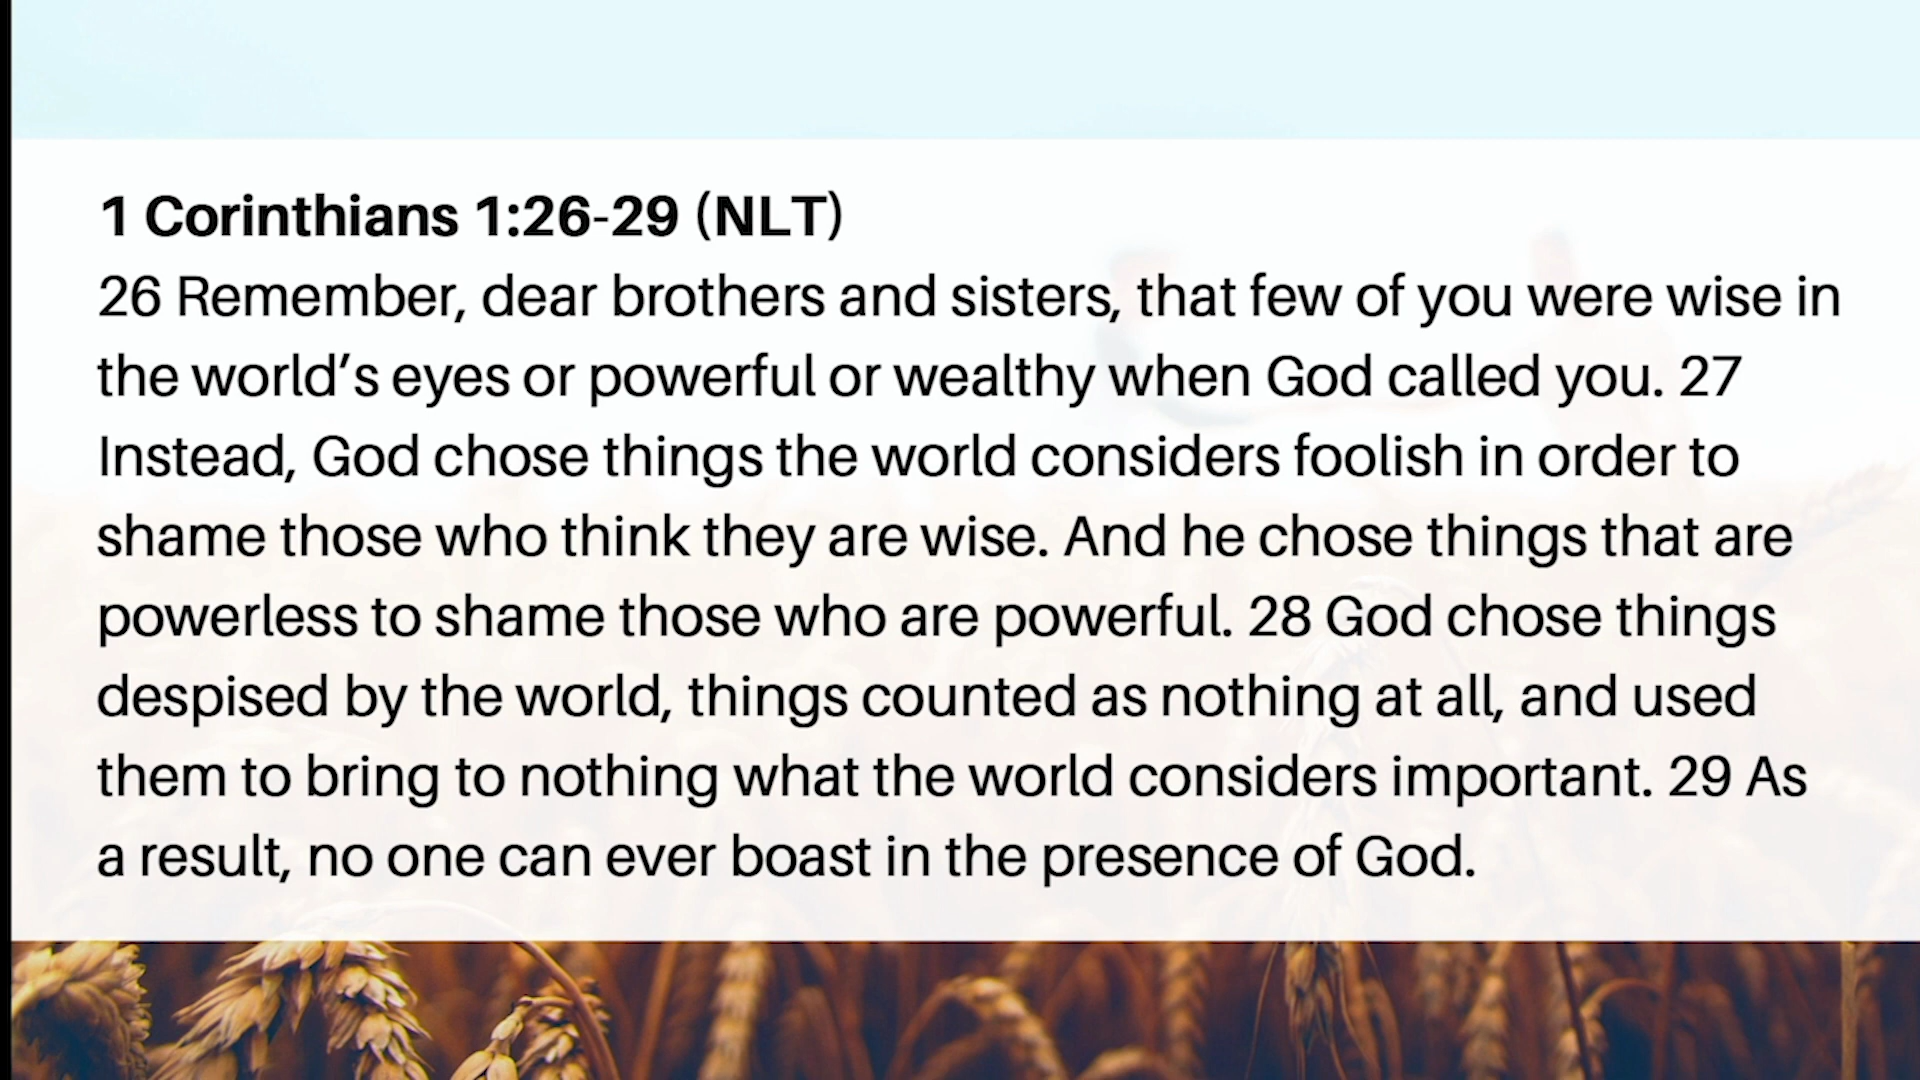 1 Corinthians 1:26-29 (NLT)
26 Remember, dear brothers and sisters, that few of you were wise in
the world’s eyes or powerful or wealthy when God called you. 27
Instead, God chose things the world considers foolish in order to
shame those who think they are wise. And he chose things that are
powerless to shame those who are powerful. 28 God chose things
despised by the world, things counted as nothing at all, and used
them to bring to nothing what the world considers important. 29 As
a result, no one can ever boast in the presence of God.